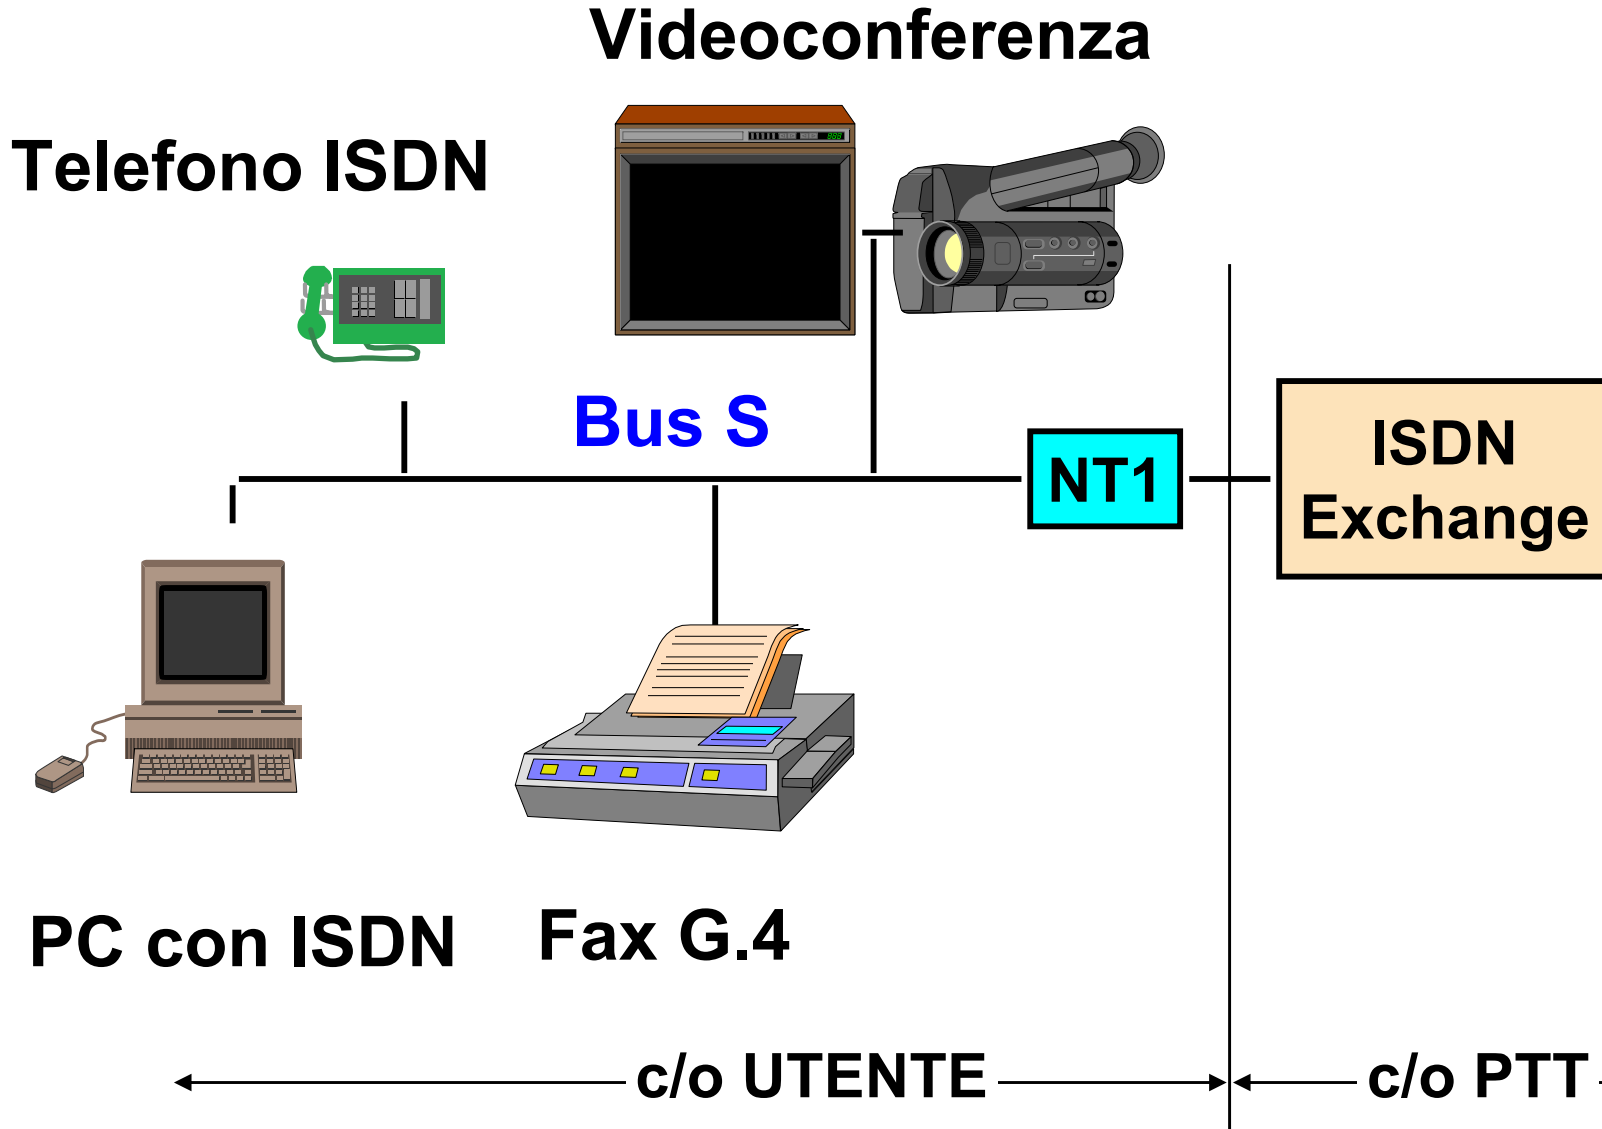 Videoconferenza
Telefono ISDN
Bus S
NT1
ISDN
Exchange
PC con ISDN
Fax G.4
c/o UTENTE
c/o PTT